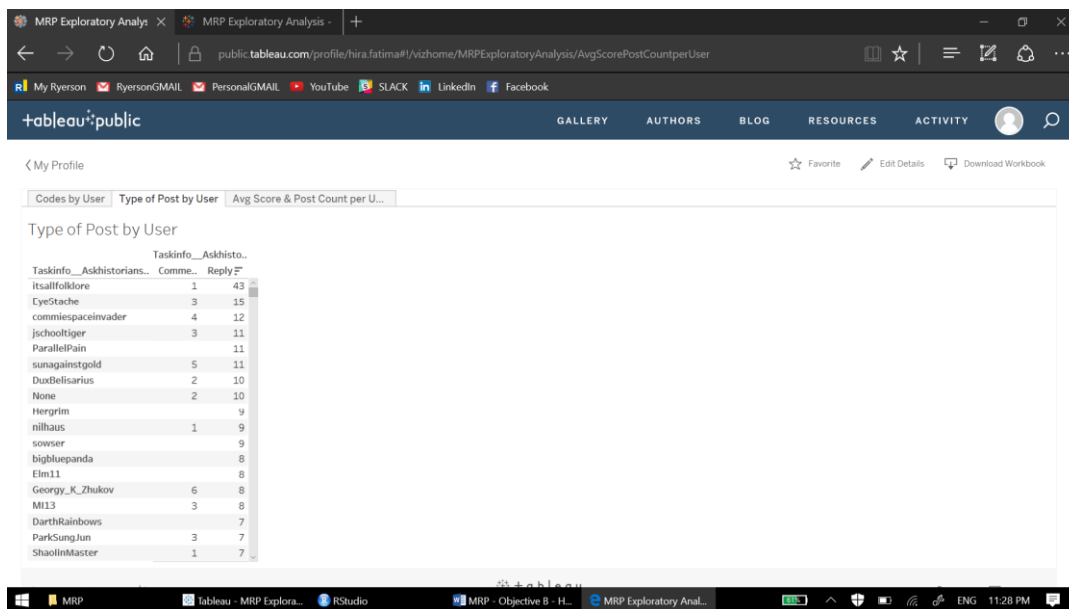 MRP Exploratory Analys
MRP Exploratory Analysis -
public.tableau.com/profile/hira.fatima#!/vizhome/MRPExploratoryAnalysis/AvgScorePostCountperUser
My Ryerson RyersonGMAIL PersonalGMAIL YouTube SLACK LinkedIn Facebook
+ableau:public GALLERY AUTHORS BLOG RESOURCES ACTIVITY
My Profile Favorite Edit Details Download Workbook
Codes by User Type of Post by User Avg Score & Post Count per U...
Type of Post by User
Taskinfo__Askhisto..
Taskinfo__Askhistorians.. Comme.. Reply
itsallfolklore 1 43
EyeStache 3 15
commiespaceinvader 4 12
jschooltiger 3 11
ParallelPain 11
sunagainstgold 5 11
DuxBelisarius 2 10
None 2 10
Hergrim 9
nilhaus 1 9
sowser 9
bigbluepanda 8
Elm11 8
Georgy_K_Zhukov 6 8
MI13 3 8
DarthRainbows 7
ParkSungJun 3 7
ShaolinMaster 1 7
+ableau
MRP Tableau - MRP Explora... RStudio MRP - Objective B - H... MRP Exploratory Anal... ENG 11:28 PM